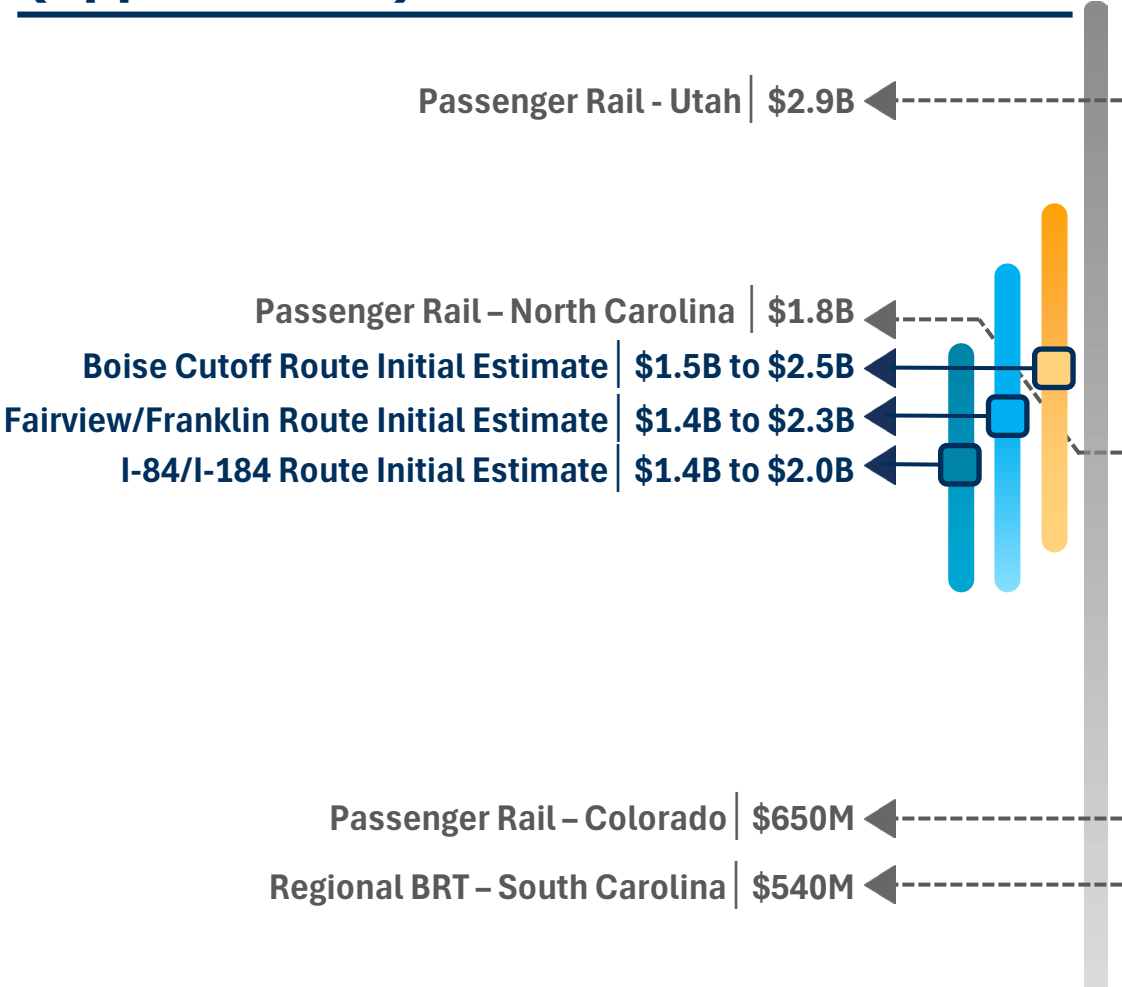 Passenger Rail - Utah | $2.9B
Passenger Rail – North Carolina | $1.8B
Boise Cutoff Route Initial Estimate | $1.5B to $2.5B
Fairview/Franklin Route Initial Estimate | $1.4B to $2.3B
I-84/I-184 Route Initial Estimate | $1.4B to $2.0B
Passenger Rail – Colorado | $650M
Regional BRT – South Carolina | $540M